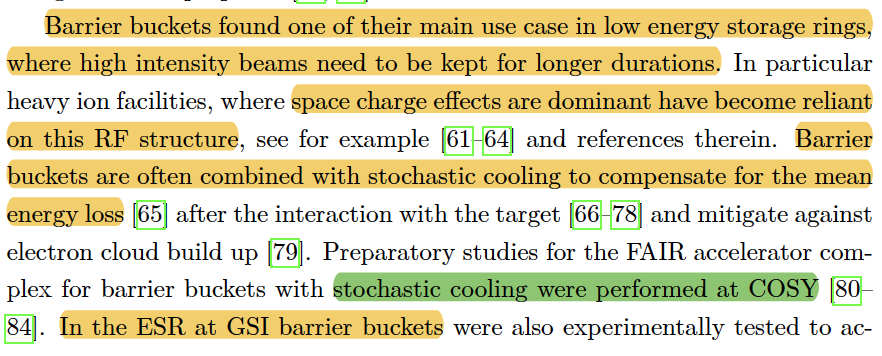 Barrier buckets found one of their main use case in low energy storage rings,
where high intensity beams need to be kept for longer durations. In particular
heavy ion facilities, where space charge effects are dominant have become reliant
on this RF structure, see for example [61–64] and references therein. Barrier
buckets are often combined with stochastic cooling to compensate for the mean
energy loss [65] after the interaction with the target [66–78] and mitigate against
electron cloud build up [79]. Preparatory studies for the FAIR accelerator com-
plex for barrier buckets with stochastic cooling were performed at COSY [80–
84]. In the ESR at GSI barrier buckets were also experimentally tested to ac-